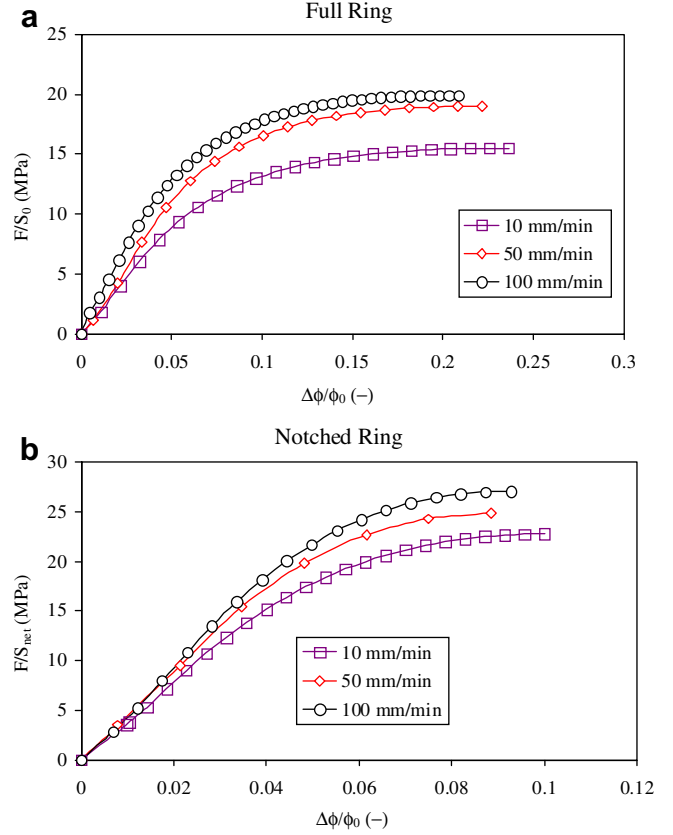 a
Full Ring
25
20
15
10
5
0
F/S₀ (MPa)
10 mm/min
50 mm/min
100 mm/min
0
0.05
0.1
0.15
0.2
0.25
0.3
Δϕ/ϕ₀ (−)
b
Notched Ring
30
25
20
15
10
5
0
F/Sₙₑₜ (MPa)
10 mm/min
50 mm/min
100 mm/min
0
0.02
0.04
0.06
0.08
0.1
0.12
Δϕ/ϕ₀ (−)